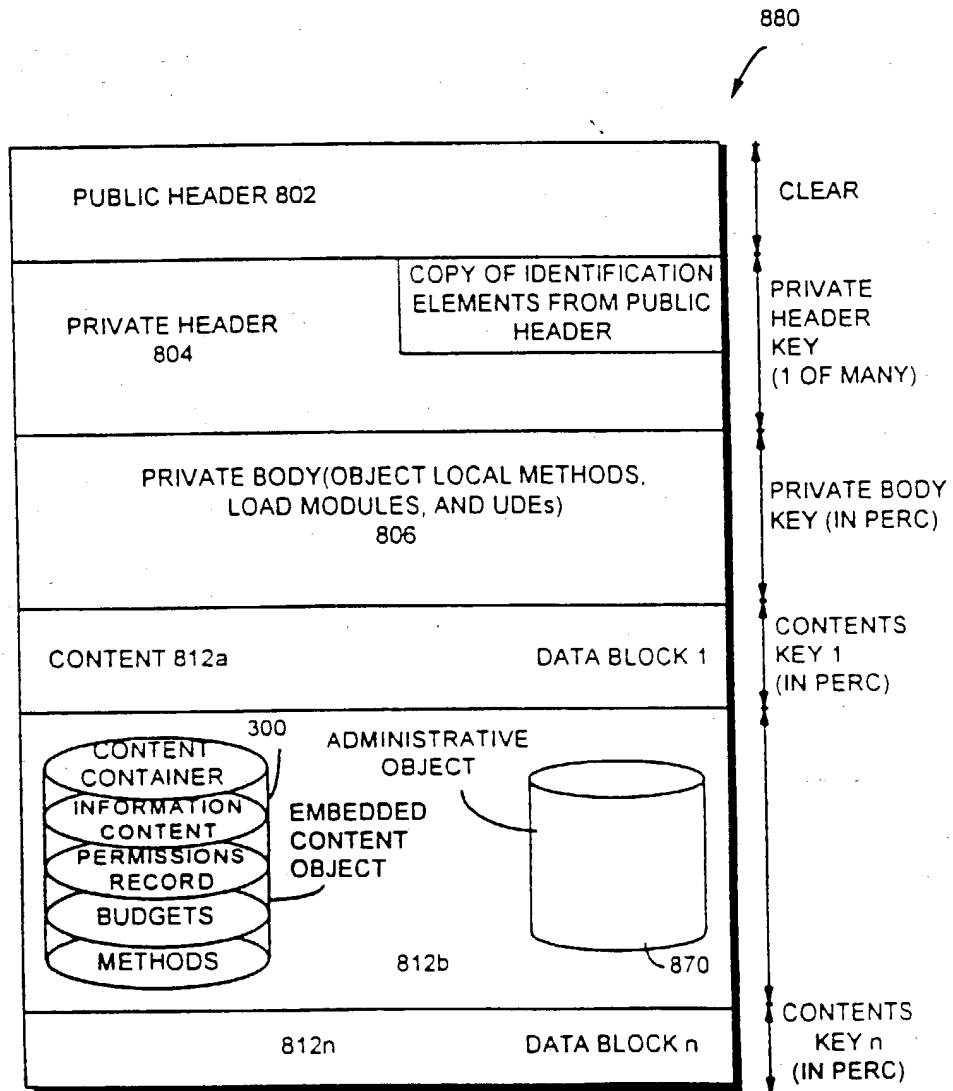 880
PUBLIC HEADER 802
CLEAR
COPY OF IDENTIFICATION
ELEMENTS FROM PUBLIC
HEADER
PRIVATE HEADER
804
PRIVATE
HEADER
KEY
(1 OF MANY)
PRIVATE BODY(OBJECT LOCAL METHODS,
LOAD MODULES, AND UDEs)
806
PRIVATE BODY
KEY (IN PERC)
CONTENT 812a
DATA BLOCK 1
CONTENTS
KEY 1
(IN PERC)
300
CONTENT
CONTAINER
INFORMATION
CONTENT
PERMISSIONS
RECORD
BUDGETS
METHODS
EMBEDDED
CONTENT
OBJECT
ADMINISTRATIVE
OBJECT
812b
870
812n
DATA BLOCK n
CONTENTS
KEY n
(IN PERC)